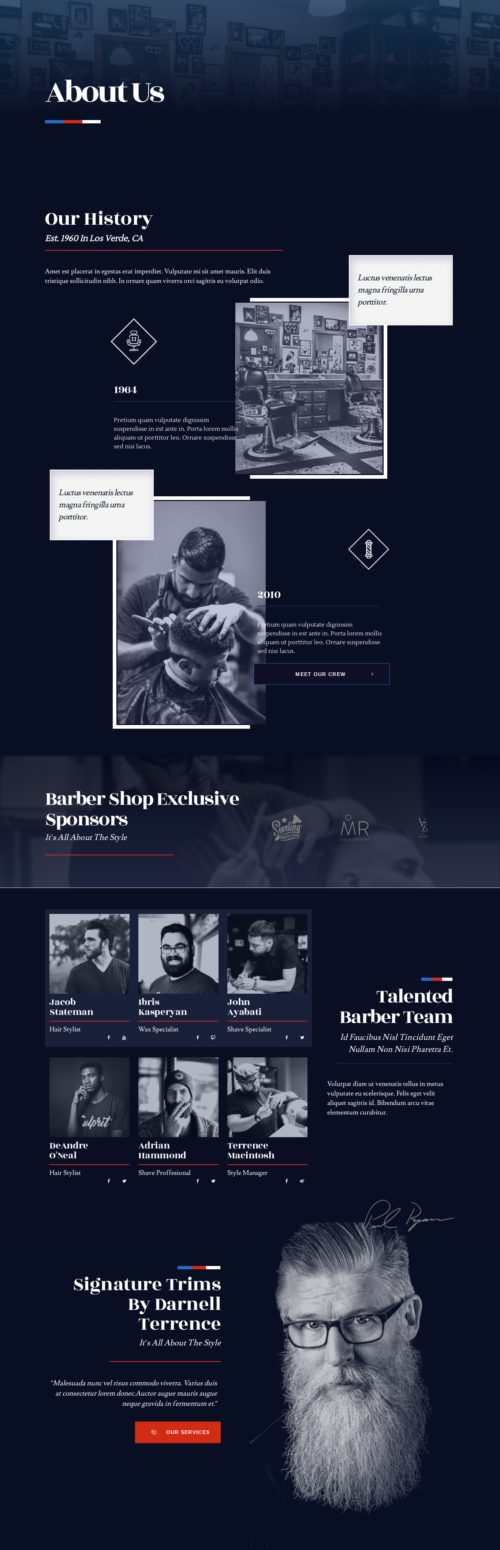 About Us
Our History
Est. 1960 In Los Verde, CA
Amet est placerat in egestas erat imperdiet. Vulputate mi sit amet mauris. Elit duis
tristique sollicitudin nibh. In ornare quam viverra orci sagittis eu volutpat odio.
Luctus venenatis lectus
magna fringilla urna
porttitor.
1964
Pretium quam vulputate dignissim
suspendisse in est ante in. Porta lorem mollis
aliquam ut porttitor leo. Ornare suspendisse
sed nisi lacus.
Luctus venenatis lectus
magna fringilla urna
porttitor.
2010
Pretium quam vulputate dignissim
suspendisse in est ante in. Porta lorem mollis
aliquam ut porttitor leo. Ornare suspendisse
sed nisi lacus.
MEET OUR CREW
Barber Shop Exclusive
Sponsors
It's All About The Style
Sterling
MR
Jacob
Stateman
Hair Stylist
Ibris
Kasperyan
Wax Specialist
John
Ayabati
Shave Specialist
Talented
Barber Team
Id Faucibus Nisl Tincidunt Eget
Nullam Non Nisi Pharetra Et.
Volutpat diam ut venenatis tellus in metus
vulputate eu scelerisque. Felis eget velit
aliquet sagittis id. Bibendum arcu vitae
elementum curabitur.
DeAndre
O'Neal
Hair Stylist
Adrian
Hammond
Shave Proffesional
Terrence
Macintosh
Style Manager
Signature Trims
By Darnell
Terrence
It's All About The Style
"Malesuada nunc vel risus commodo viverra. Varius duis
at consectetur lorem donec.Auctor augue mauris augue
neque gravida in fermentum et."
OUR SERVICES